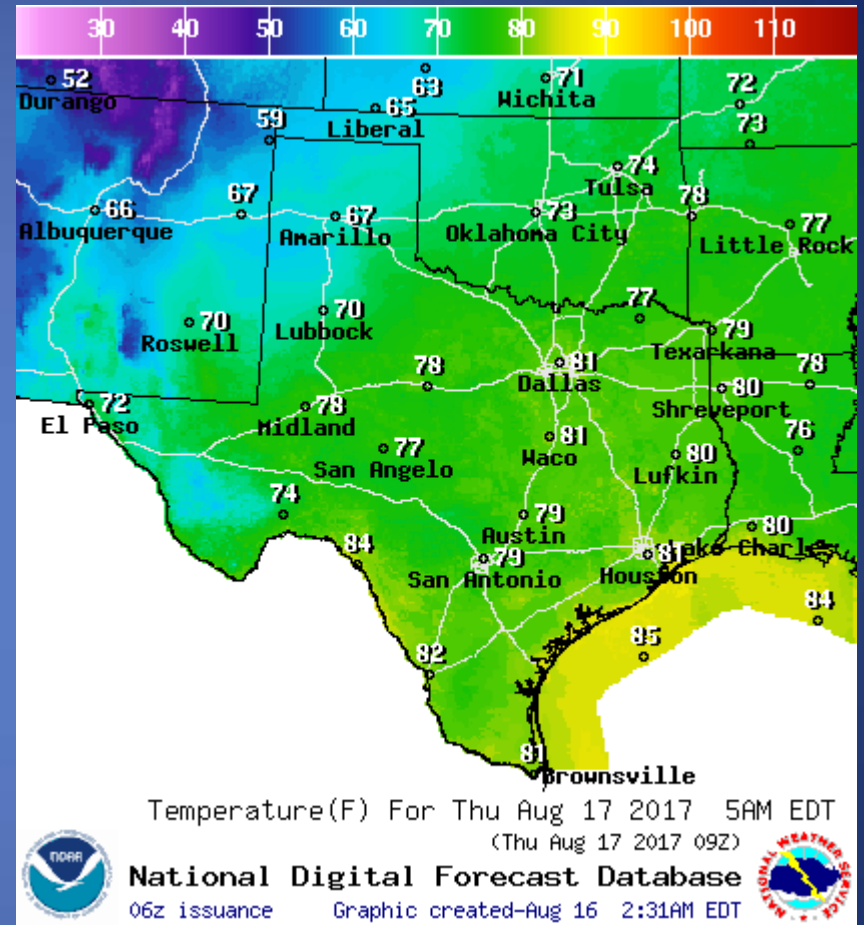 30 40 50 60 70 80 90 100 110
52
Durango
63
71
Wichita
72
65
Liberal
59
73
74
Tulsa
66
Albuquerque
67
67
Amarillo
73
Oklahoma City
78
77
Little Rock
70
Roswell
70
Lubbock
77
79
Texarkana
81
Dallas
78
80
Shreveport
78
72
El Paso
78
Midland
81
Waco
76
77
San Angelo
80
Lufkin
74
79
Austin
80
84
79
San Antonio
81
Houston
84
85
82
81
Brownsville
Temperature(F) For Thu Aug 17 2017 5AM EDT
(Thu Aug 17 2017 09Z)
National Digital Forecast Database
06z issuance Graphic created-Aug 16 2:31AM EDT
NOAA
NATIONAL WEATHER SERVICE